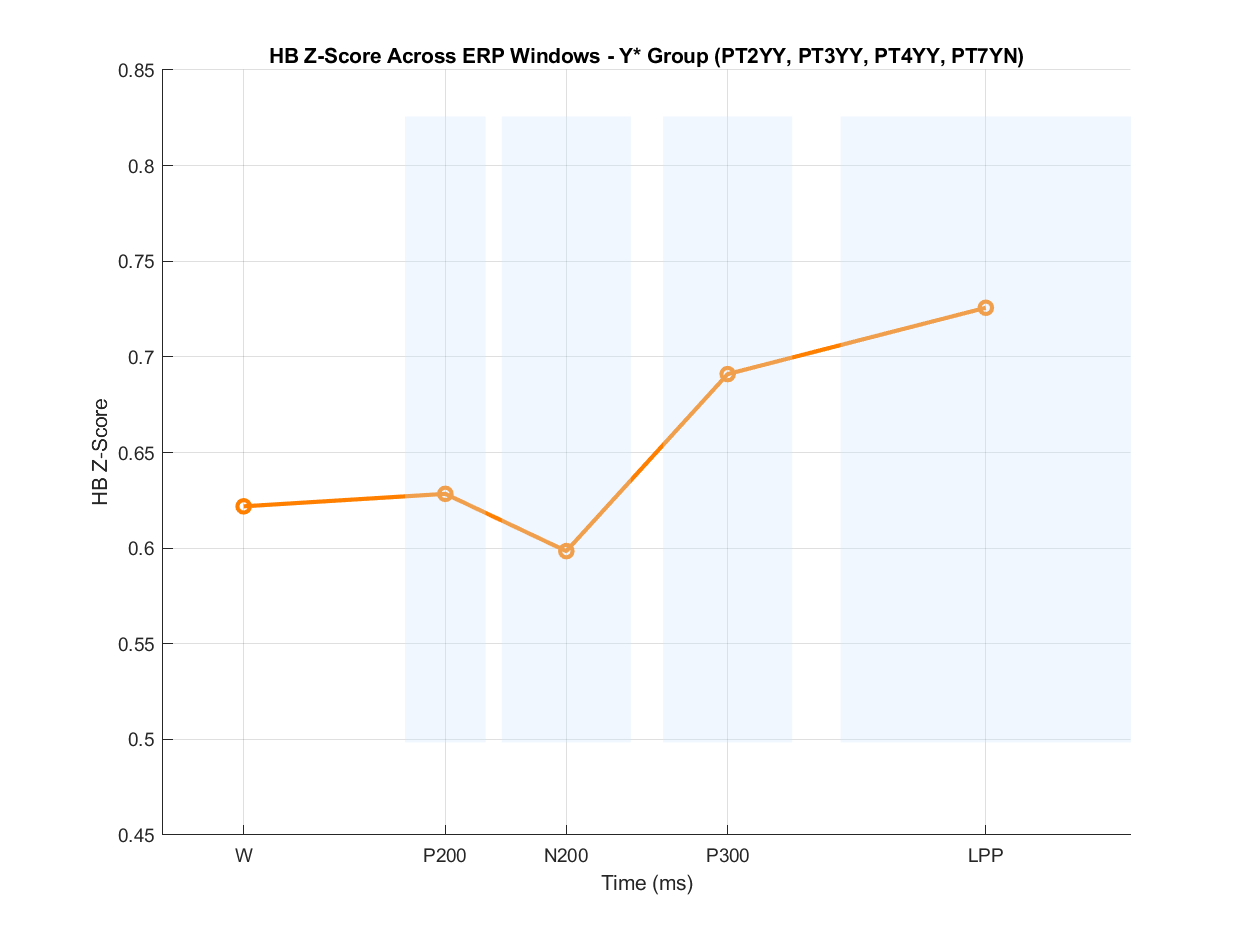 HB Z-Score Across ERP Windows - Y* Group (PT2YY, PT3YY, PT4YY, PT7YN)
0.85
0.8
0.75
0.7
0.65
0.6
0.55
0.5
0.45
HB Z-Score
W P200 N200 P300 LPP
Time (ms)